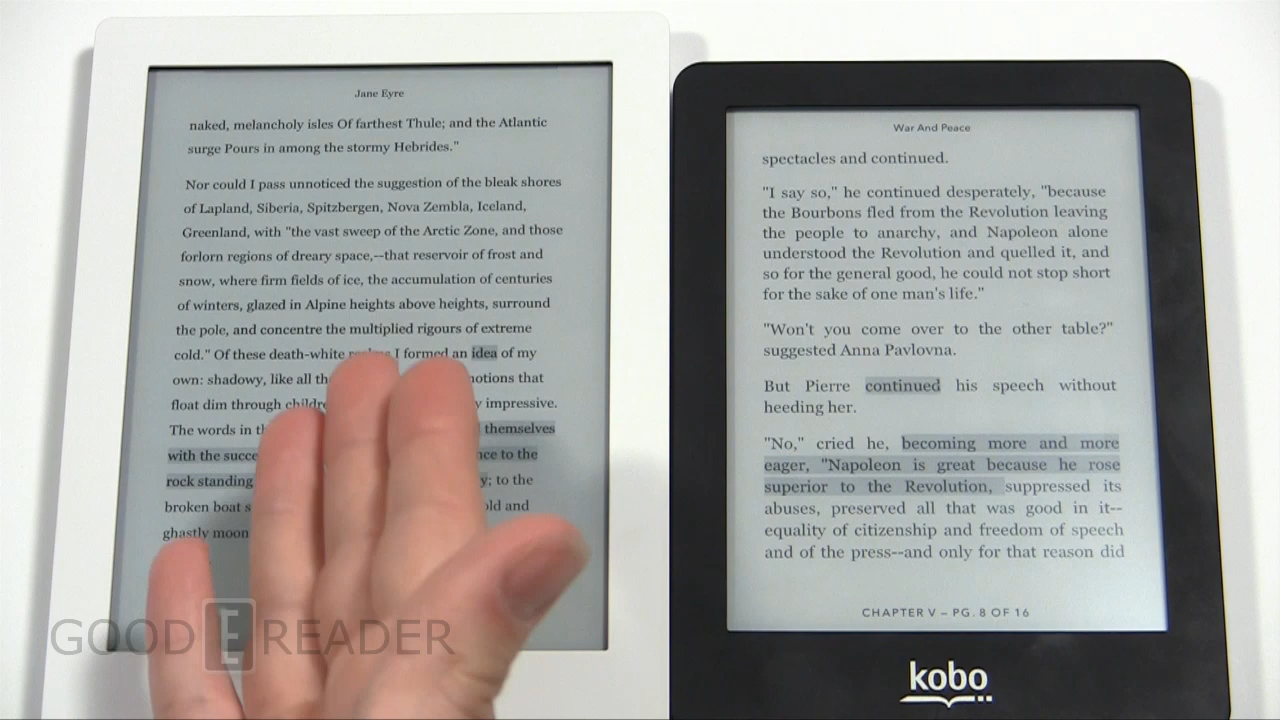 Jane Eyre
naked, melancholy isles Of farthest Thule; and the Atlantic
surge Pours in among the stormy Hebrides."
Nor could I pass unnoticed the suggestion of the bleak shores
of Lapland, Siberia, Spitzbergen, Nova Zembla, Iceland,
Greenland, with "the vast sweep of the Arctic Zone, and those
forlorn regions of dreary space,--that reservoir of frost and
snow, where firm fields of ice, the accumulation of centuries
of winters, glazed in Alpine heights above heights, surround
the pole, and concentre the multiplied rigours of extreme
cold." Of these death-white I formed an idea of my
own: shadowy, like all that
float dim through impressive.
The words in themselves
with the to the
rock standing to the
broken boat and
ghastly moon
War And Peace
spectacles and continued.
"I say so," he continued desperately, "because
the Bourbons fled from the Revolution leaving
the people to anarchy, and Napoleon alone
understood the Revolution and quelled it, and
so for the general good, he could not stop short
for the sake of one man's life."
"Won't you come over to the other table?"
suggested Anna Pavlovna.
But Pierre continued his speech without
heeding her.
"No," cried he, becoming more and more
eager, "Napoleon is great because he rose
superior to the Revolution, suppressed its
abuses, preserved all that was good in it--
equality of citizenship and freedom of speech
and of the press--and only for that reason did
CHAPTER V – PG. 8 OF 16
kobo
GOOD E READER